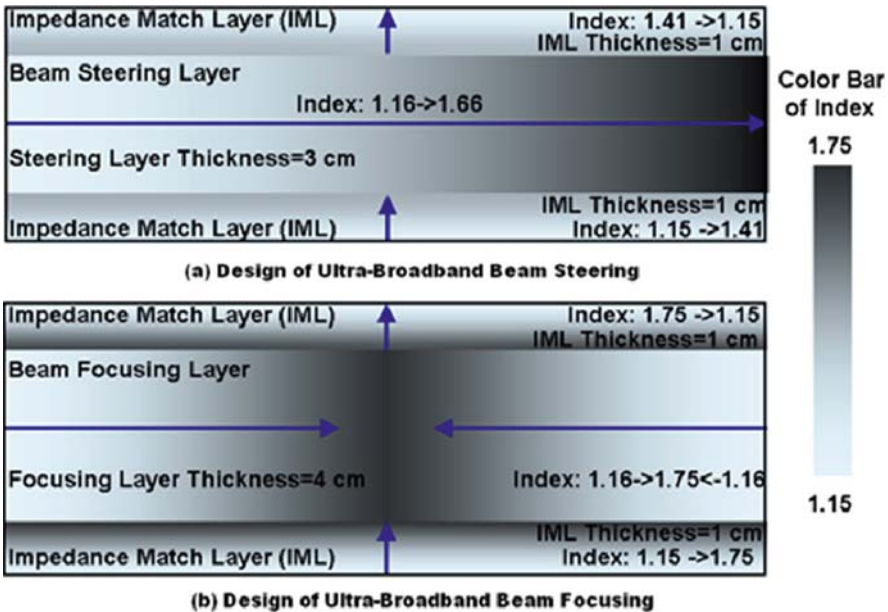 Impedance Match Layer (IML)
Index: 1.41 ->1.15
IML Thickness=1 cm
Beam Steering Layer
Index: 1.16->1.66
Steering Layer Thickness=3 cm
IML Thickness=1 cm
Impedance Match Layer (IML)
Index: 1.15 ->1.41
(a) Design of Ultra-Broadband Beam Steering
Color Bar
of Index
1.75
1.15
Impedance Match Layer (IML)
Index: 1.75 ->1.15
IML Thickness=1 cm
Beam Focusing Layer
Focusing Layer Thickness=4 cm
Index: 1.16->1.75<-1.16
IML Thickness=1 cm
Impedance Match Layer (IML)
Index: 1.15 ->1.75
(b) Design of Ultra-Broadband Beam Focusing